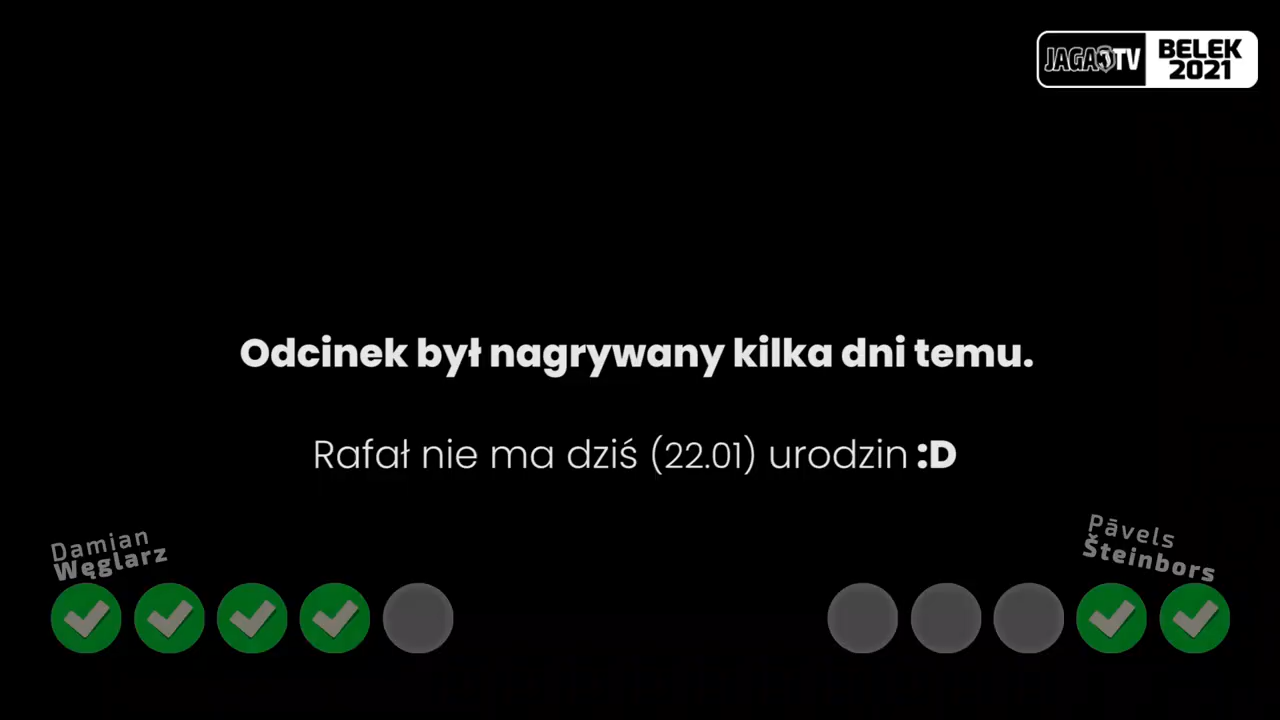 JAGA TV
BELEK
2021
Odcinek był nagrywany kilka dni temu.
Rafał nie ma dziś (22.01) urodzin :D
Damian
Węglarz
Pāvels
Šteinbors